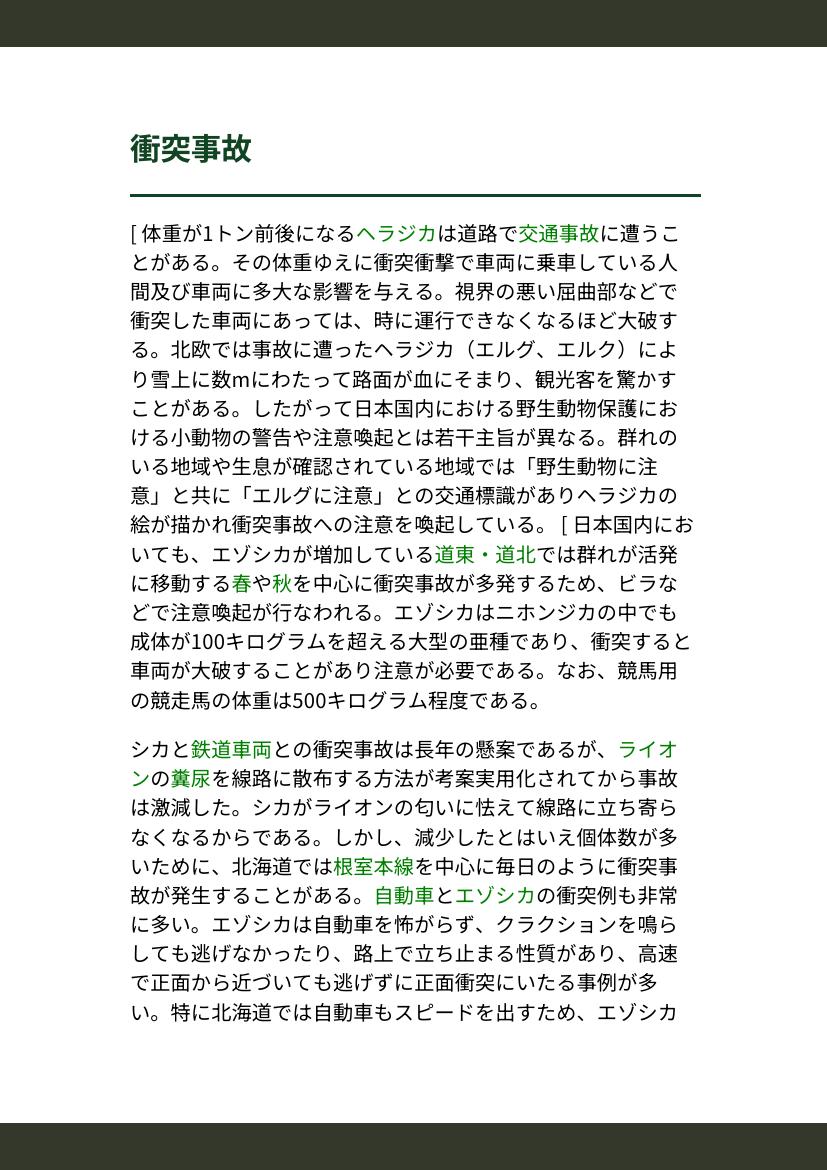 衝突事故
[ 体重が1トン前後になるヘラジカは道路で交通事故に遭うこ
とがある。その体重ゆえに衝突衝撃で車両に乗車している人
間及び車両に多大な影響を与える。視界の悪い屈曲部などで
衝突した車両にあっては、時に運行できなくなるほど大破す
る。北欧では事故に遭ったヘラジカ（エルグ、エルク）によ
り雪上に数mにわたって路面が血にそまり、観光客を驚かす
ことがある。したがって日本国内における野生動物保護にお
ける小動物の警告や注意喚起とは若干主旨が異なる。群れの
いる地域や生息が確認されている地域では「野生動物に注
意」と共に「エルグに注意」との交通標識がありヘラジカの
絵が描かれ衝突事故への注意を喚起している。 [ 日本国内にお
いても、エゾシカが増加している道東・道北では群れが活発
に移動する春や秋を中心に衝突事故が多発するため、ビラな
どで注意喚起が行なわれる。エゾシカはニホンジカの中でも
成体が100キログラムを超える大型の亜種であり、衝突すると
車両が大破することがあり注意が必要である。なお、競馬用
の競走馬の体重は500キログラム程度である。
シカと鉄道車両との衝突事故は長年の懸案であるが、ライオ
ンの糞尿を線路に散布する方法が考案実用化されてから事故
は激減した。シカがライオンの匂いに怯えて線路に立ち寄ら
なくなるからである。しかし、減少したとはいえ個体数が多
いために、北海道では根室本線を中心に毎日のように衝突事
故が発生することがある。自動車とエゾシカの衝突例も非常
に多い。エゾシカは自動車を怖がらず、クラクションを鳴ら
しても逃げなかったり、路上で立ち止まる性質があり、高速
で正面から近づいても逃げずに正面衝突にいたる事例が多
い。特に北海道では自動車もスピードを出すため、エゾシカ